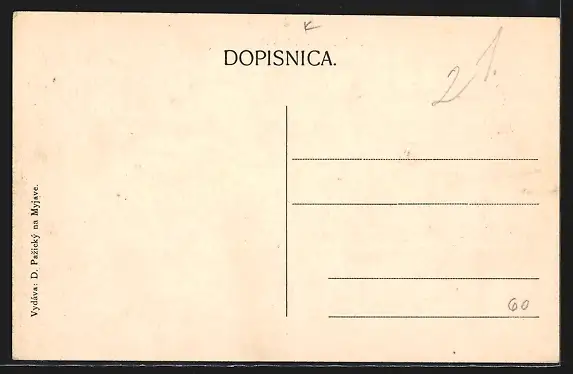 DOPISNICA.
21.
Vydáva: D. Pažický na Myjave.
60